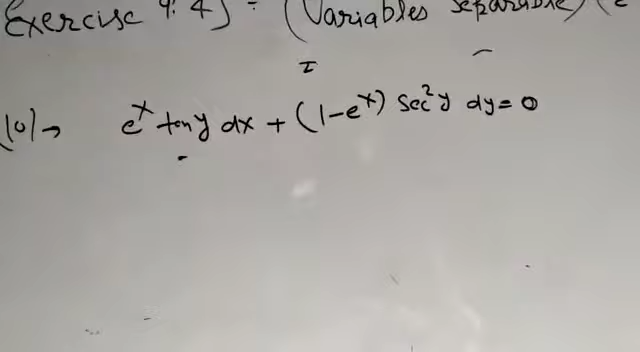 Exercise 9.4] :- (Variables Separable)
10) → e^x tan y dx + (1-e^x) sec^2 y dy = 0